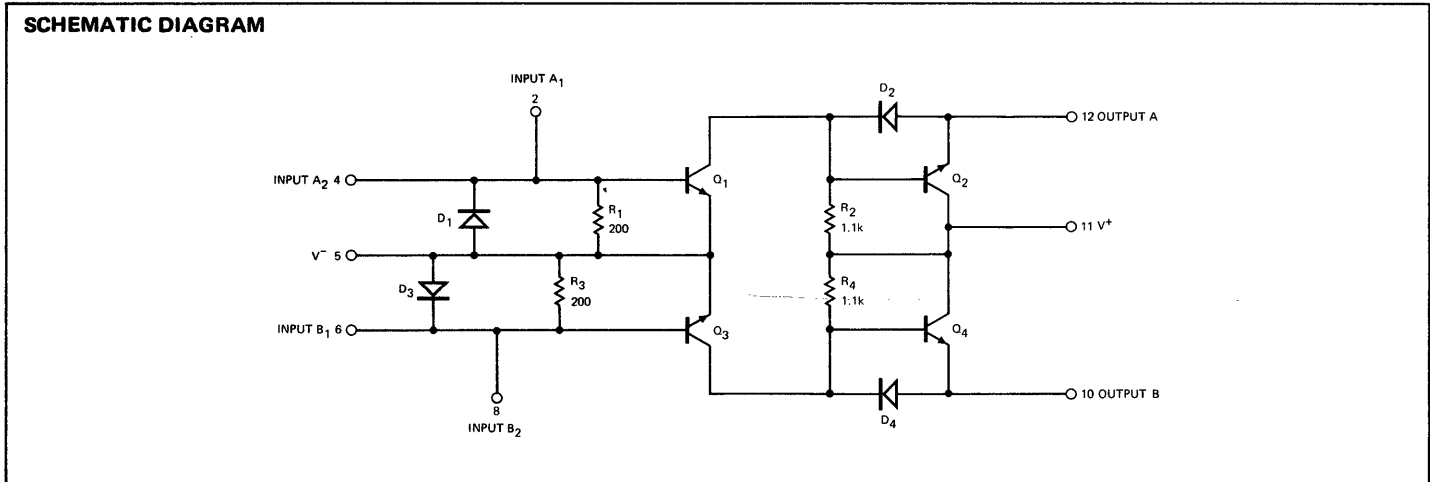 SCHEMATIC DIAGRAM
INPUT A1
2
D2
12 OUTPUT A
INPUT A2 4
Q1
Q2
D1
R1
200
R2
1.1k
11 V+
V- 5
D3
R3
200
R4
1.1k
INPUT B1 6
Q3
Q4
8
INPUT B2
D4
10 OUTPUT B